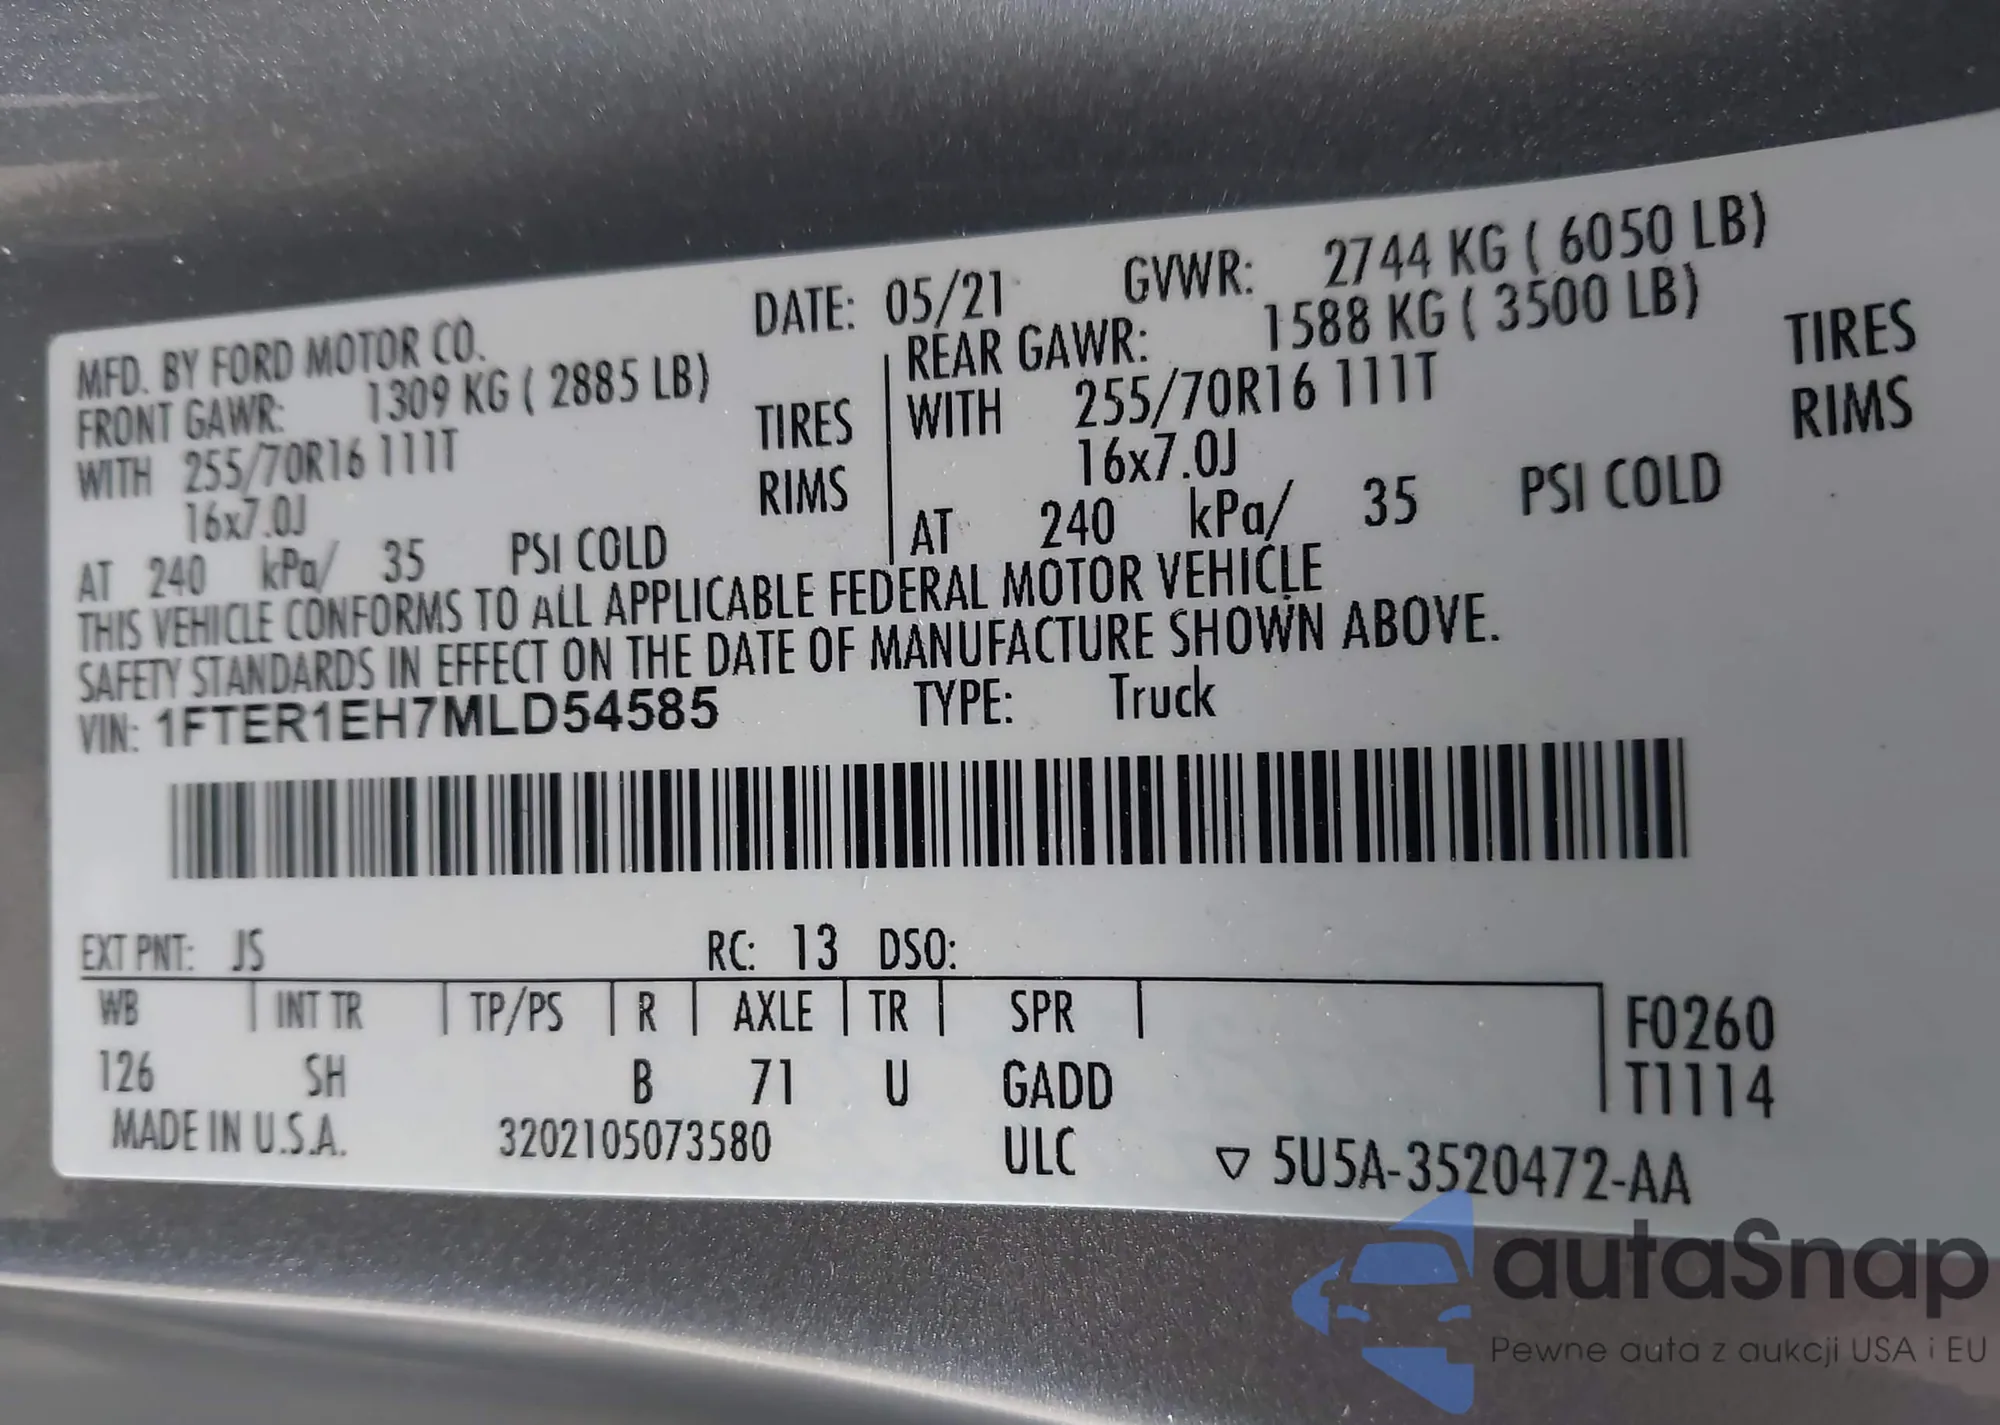 MFD. BY FORD MOTOR CO.
DATE: 05/21 GVWR: 2744 KG ( 6050 LB)
FRONT GAWR: 1309 KG ( 2885 LB)
WITH 255/70R16 111T TIRES
16x7.0J RIMS
AT 240 kPa/ 35 PSI COLD
REAR GAWR: 1588 KG ( 3500 LB)
WITH 255/70R16 111T TIRES
16x7.0J RIMS
AT 240 kPa/ 35 PSI COLD
THIS VEHICLE CONFORMS TO ALL APPLICABLE FEDERAL MOTOR VEHICLE
SAFETY STANDARDS IN EFFECT ON THE DATE OF MANUFACTURE SHOWN ABOVE.
VIN: 1FTER1EH7MLD54585 TYPE: Truck
EXT PNT: JS RC: 13 DSO:
WB INT TR TP/PS R AXLE TR SPR F0260
126 SH B 71 U GADD T1114
MADE IN U.S.A. 3202105073580 ULC ▽ 5U5A-3520472-AA
autaSnap
Pewne auta z aukcji USA i EU